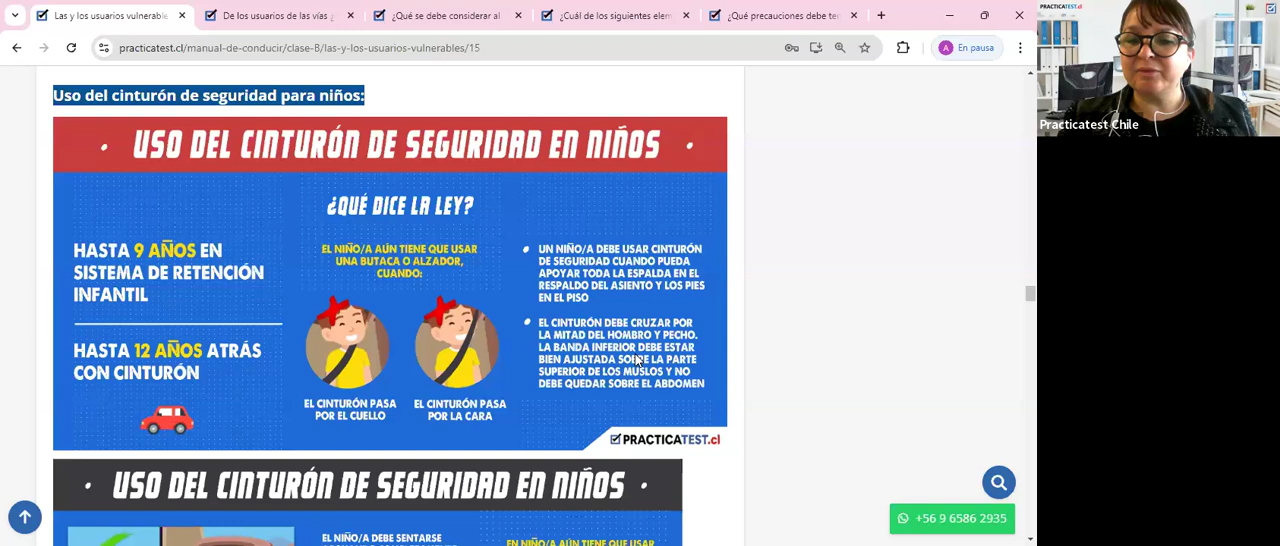 Las y los usuarios vulnerable
De los usuarios de las vías ¿
¿Qué se debe considerar al
¿Cuál de los siguientes elem
¿Qué precauciones debe te
practicatest.cl/manual-de-conducir/clase-B/las-y-los-usuarios-vulnerables/15
A
En pausa
PRACTICATEST.cl
Practicatest Chile
Uso del cinturón de seguridad para niños:
• USO DEL CINTURÓN DE SEGURIDAD EN NIÑOS •
¿QUÉ DICE LA LEY?
HASTA 9 AÑOS EN
SISTEMA DE RETENCIÓN
INFANTIL
HASTA 12 AÑOS ATRÁS
CON CINTURÓN
EL NIÑO/A AÚN TIENE QUE USAR
UNA BUTACA O ALZADOR,
CUANDO:
EL CINTURÓN PASA
POR EL CUELLO
EL CINTURÓN PASA
POR LA CARA
• UN NIÑO/A DEBE USAR CINTURÓN
DE SEGURIDAD CUANDO PUEDA
APOYAR TODA LA ESPALDA EN EL
RESPALDO DEL ASIENTO Y LOS PIES
EN EL PISO
• EL CINTURÓN DEBE CRUZAR POR
LA MITAD DEL HOMBRO Y PECHO.
LA BANDA INFERIOR DEBE ESTAR
BIEN AJUSTADA SOBRE LA PARTE
SUPERIOR DE LOS MUSLOS Y NO
DEBE QUEDAR SOBRE EL ABDOMEN
PRACTICATEST.cl
• USO DEL CINTURÓN DE SEGURIDAD EN NIÑOS •
EL NIÑO/A DEBE SENTARSE
EN NIÑO/A AÚN TIENE QUE USAR
+56 9 6586 2935